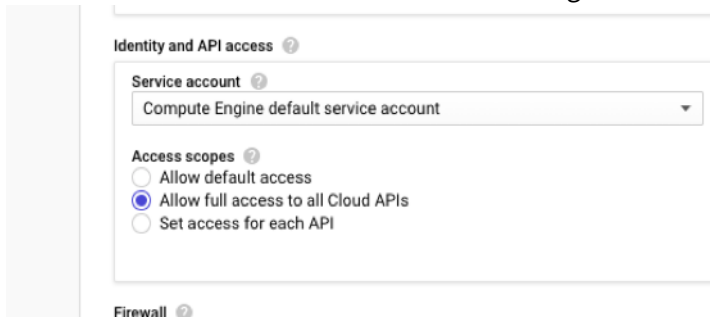 Identity and API access
Service account
Compute Engine default service account
Access scopes
Allow default access
Allow full access to all Cloud APIs
Set access for each API
Firewall